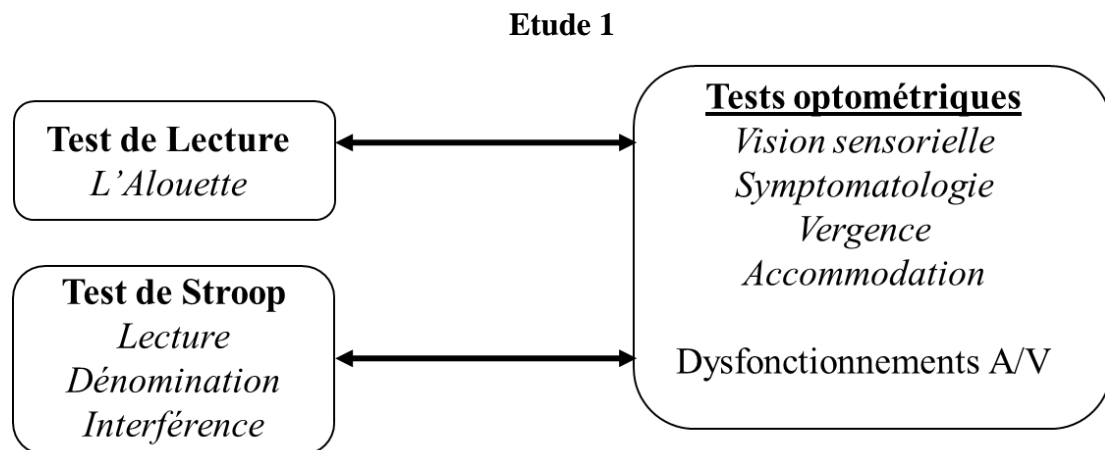 Etude 1
Test de Lecture
L'Alouette
Test de Stroop
Lecture
Dénomination
Interférence
Tests optométriques
Vision sensorielle
Symptomatologie
Vergence
Accommodation
Dysfonctionnements A/V